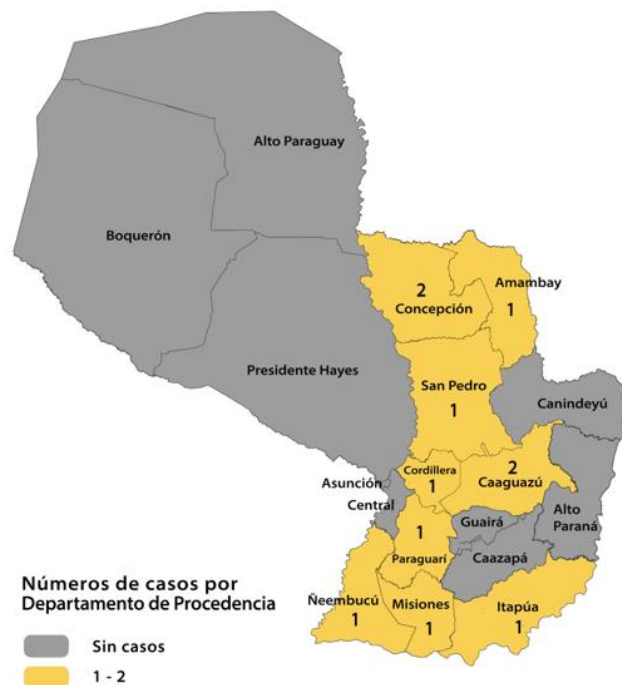 Alto Paraguay
Boquerón
2
Concepción
Amambay
1
Presidente Hayes
San Pedro
1
Canindeyú
Cordillera
1
2
Caaguazú
Asunción
Central
Guairá
Alto
Paraná
1
Paraguarí
Caazapá
Ñeembucú
1
Misiones
1
Itapúa
1
Números de casos por
Departamento de Procedencia
Sin casos
1 - 2